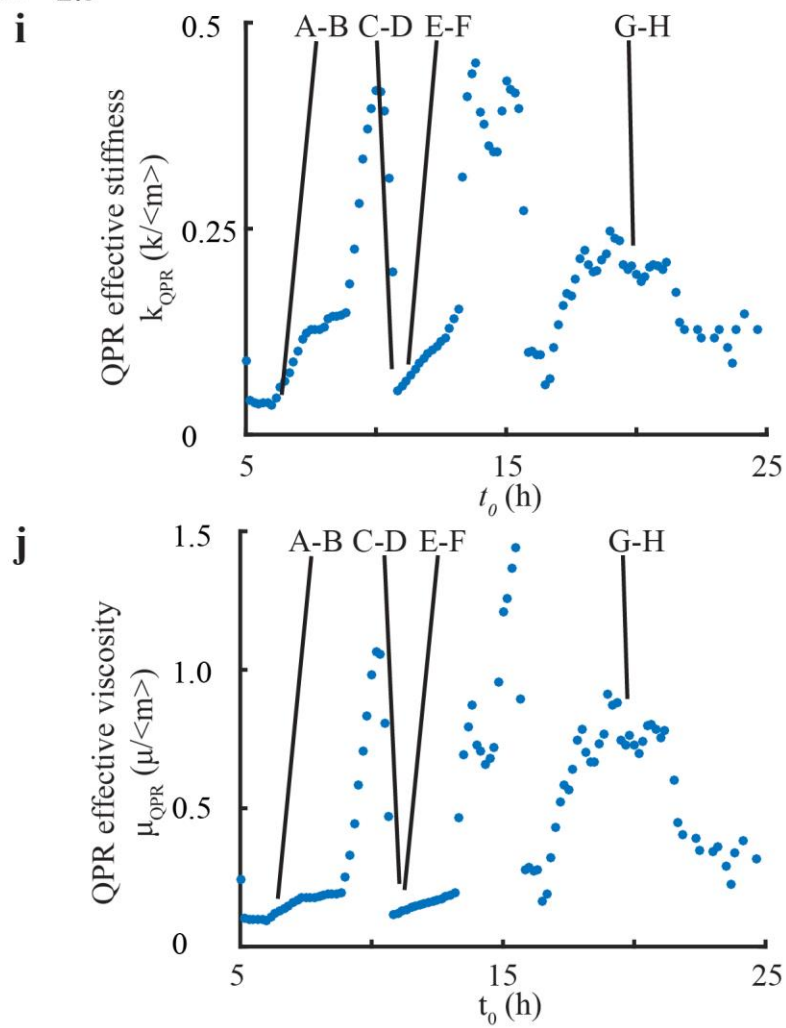 i
A-B C-D E-F G-H
0.5
0.25
0
QPR effective stiffness
k_QPR (k/<m>)
5 15 25
t_0 (h)
j
A-B C-D E-F G-H
1.5
1.0
0.5
0
QPR effective viscosity
μ_QPR (μ/<m>)
5 15 25
t_0 (h)